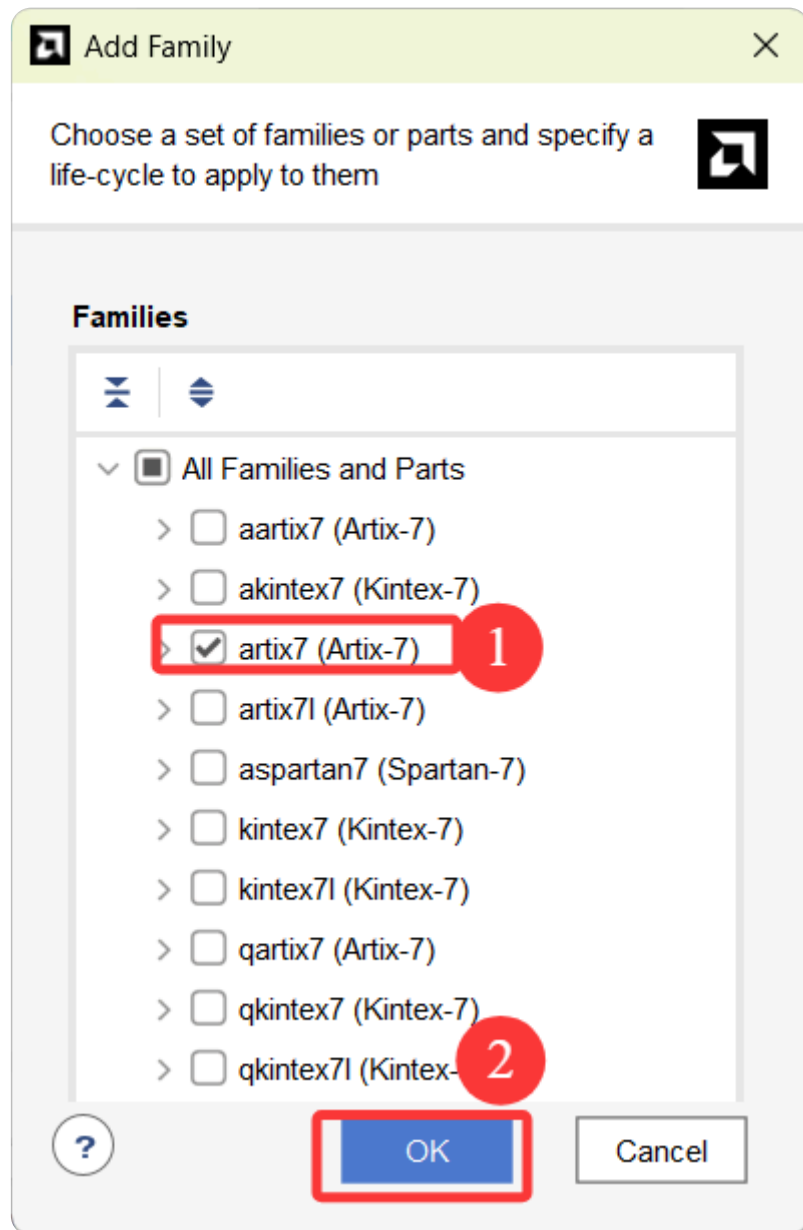 Add Family
Choose a set of families or parts and specify a
life-cycle to apply to them
Families
All Families and Parts
aartix7 (Artix-7)
akintex7 (Kintex-7)
artix7 (Artix-7) 1
artix7l (Artix-7)
aspartan7 (Spartan-7)
kintex7 (Kintex-7)
kintex7l (Kintex-7)
qartix7 (Artix-7)
qkintex7 (Kintex-7)
qkintex7l (Kintex- 2
? OK Cancel